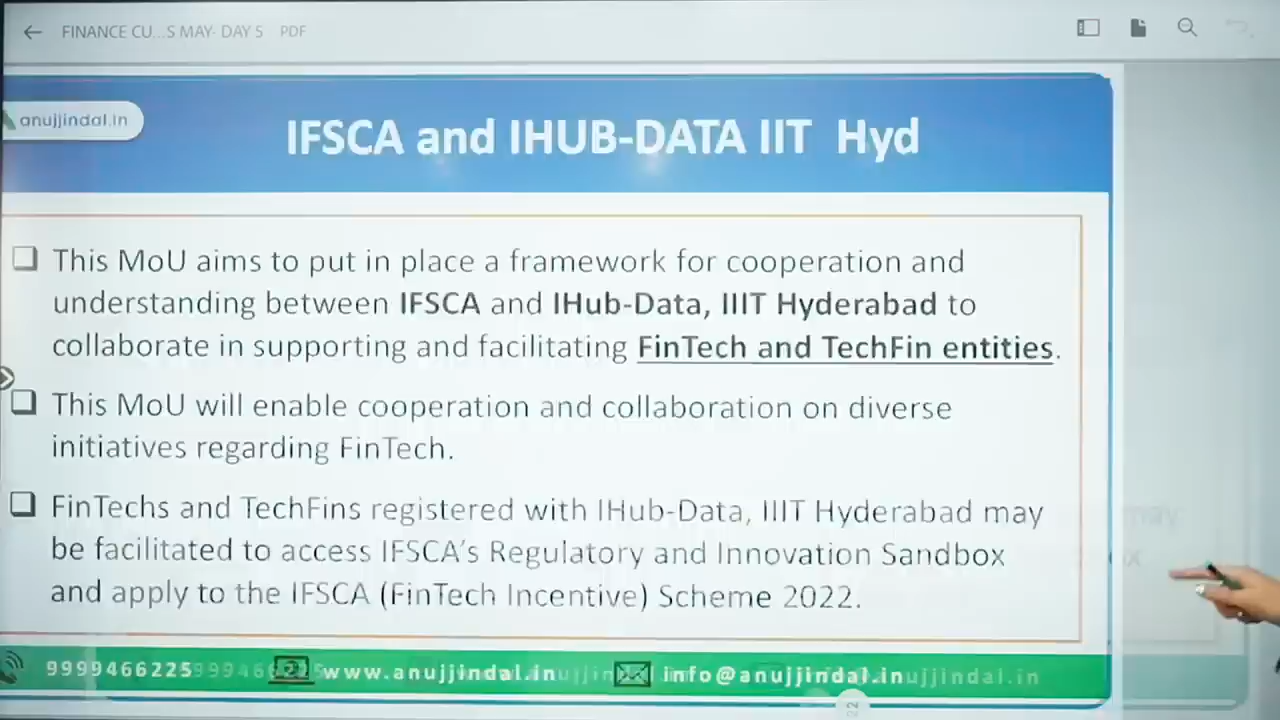 FINANCE CU...S MAY- DAY 5 PDF
anujjindal.in
IFSCA and IHUB-DATA IIT Hyd
This MoU aims to put in place a framework for cooperation and
understanding between IFSCA and IHub-Data, IIIT Hyderabad to
collaborate in supporting and facilitating FinTech and TechFin entities.
This MoU will enable cooperation and collaboration on diverse
initiatives regarding FinTech.
FinTechs and TechFins registered with IHub-Data, IIIT Hyderabad may
be facilitated to access IFSCA's Regulatory and Innovation Sandbox
and apply to the IFSCA (FinTech Incentive) Scheme 2022.
9999466225 www.anujjindal.in info@anujjindal.in
22